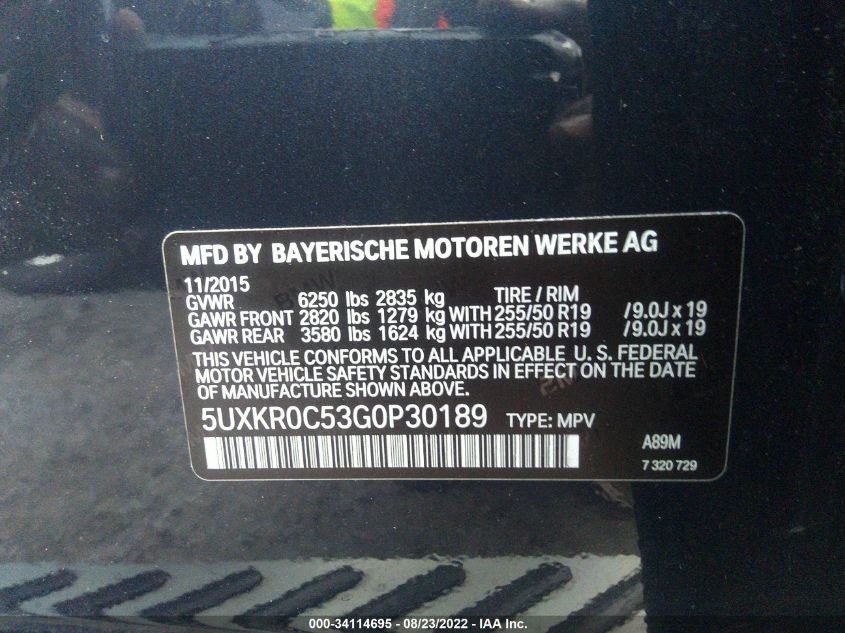 MFD BY BAYERISCHE MOTOREN WERKE AG
11/2015
GVWR 6250 lbs 2835 kg TIRE / RIM
GAWR FRONT 2820 lbs 1279 kg WITH 255/50 R19 /9.0J x 19
GAWR REAR 3580 lbs 1624 kg WITH 255/50 R19 /9.0J x 19
THIS VEHICLE CONFORMS TO ALL APPLICABLE U. S. FEDERAL
MOTOR VEHICLE SAFETY STANDARDS IN EFFECT ON THE DATE
OF MANUFACTURE SHOWN ABOVE.
5UXKR0C53G0P30189 TYPE: MPV
A89M
7 320 729
000-34114695 - 08/23/2022 - IAA Inc.